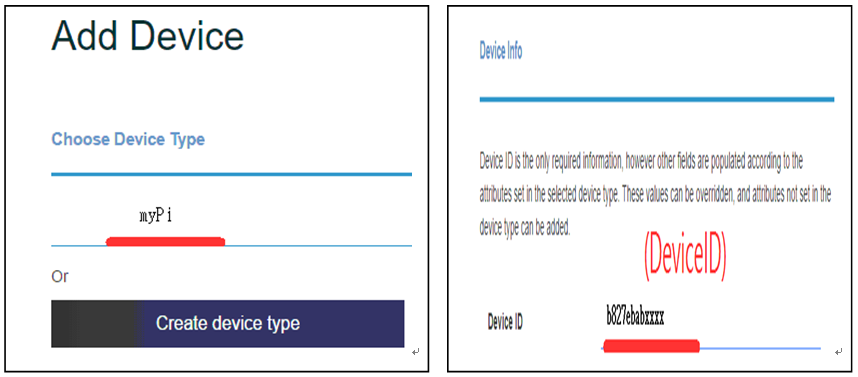 Add Device
Choose Device Type
myPi
Or
Create device type
Device Info
Device ID is the only required information, however other fields are populated according to the
attributes set in the selected device type. These values can be overridden, and attributes not set in the
device type can be added.
(DeviceID)
Device ID
b827ebabxxxx